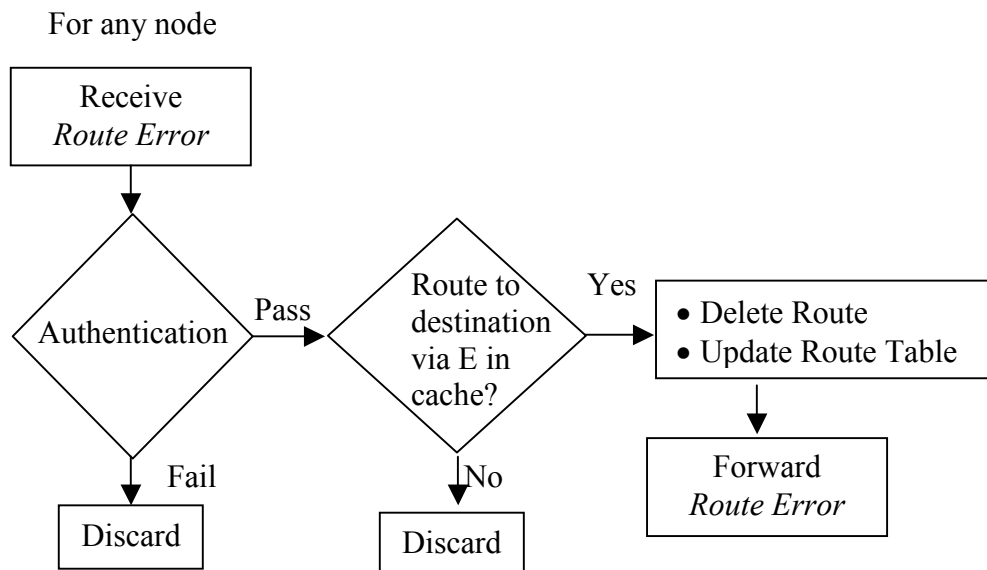 For any node
Receive
Route Error
Authentication
Pass
Fail
Discard
Route to
destination
via E in
cache?
Yes
No
Discard
• Delete Route
• Update Route Table
Forward
Route Error